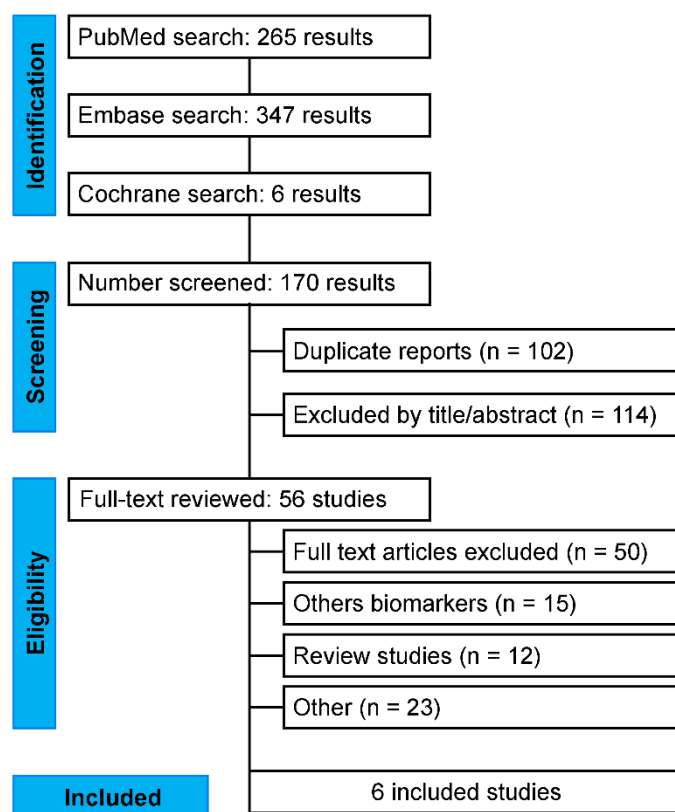 Identification
PubMed search: 265 results
Embase search: 347 results
Cochrane search: 6 results
Screening
Number screened: 170 results
Duplicate reports (n = 102)
Excluded by title/abstract (n = 114)
Eligibility
Full-text reviewed: 56 studies
Full text articles excluded (n = 50)
Others biomarkers (n = 15)
Review studies (n = 12)
Other (n = 23)
Included
6 included studies